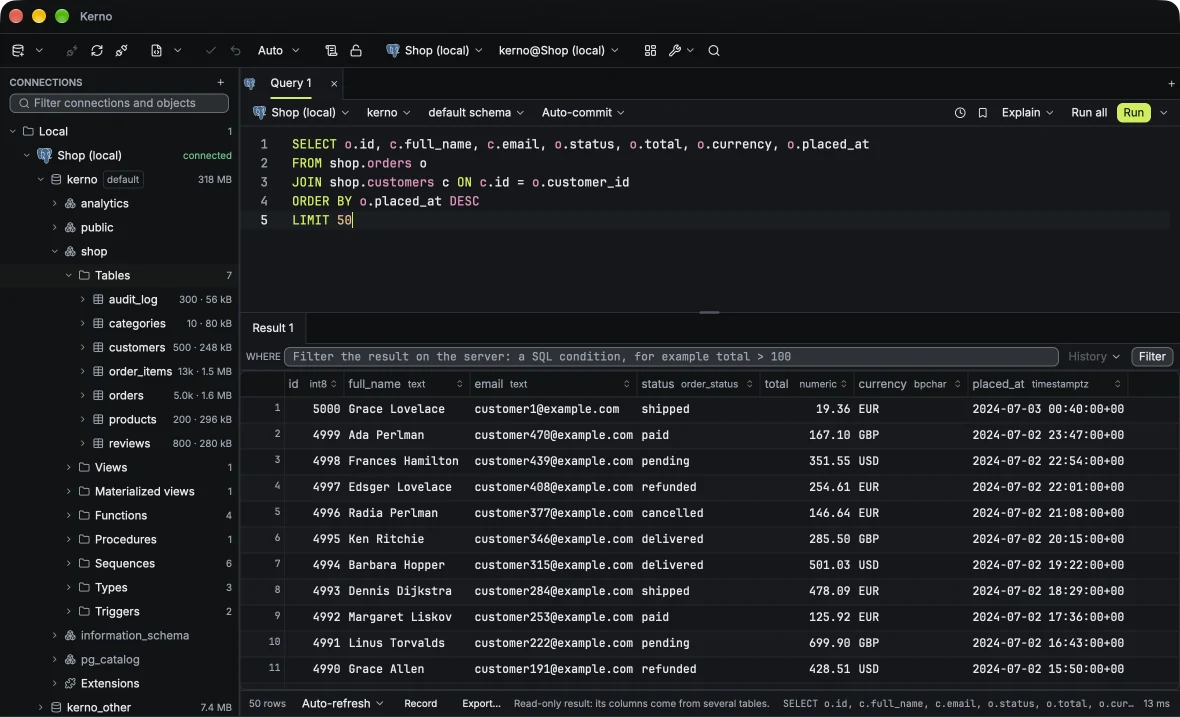 Kerno
Auto Shop (local) kerno@Shop (local)
CONNECTIONS +
Filter connections and objects
Local 1
Shop (local) connected
kerno default 318 MB
analytics
public
shop
Tables 7
audit_log 300 · 56 kB
categories 10 · 80 kB
customers 500 · 248 kB
order_items 13k · 1.5 MB
orders 5.0k · 1.6 MB
products 200 · 296 kB
reviews 800 · 280 kB
Views 1
Materialized views 1
Functions 4
Procedures 1
Sequences 6
Types 3
Triggers 2
information_schema
pg_catalog
Extensions
kerno_other 7.4 MB
Query 1 × +
Shop (local) kerno default schema Auto-commit Explain Run all Run
1 SELECT o.id, c.full_name, c.email, o.status, o.total, o.currency, o.placed_at
2 FROM shop.orders o
3 JOIN shop.customers c ON c.id = o.customer_id
4 ORDER BY o.placed_at DESC
5 LIMIT 50
Result 1
WHERE Filter the result on the server: a SQL condition, for example total > 100 History Filter
id int8 full_name text email text status order_status total numeric currency bpchar placed_at timestamptz
1 5000 Grace Lovelace customer1@example.com shipped 19.36 EUR 2024-07-03 00:40:00+00
2 4999 Ada Perlman customer470@example.com paid 167.10 GBP 2024-07-02 23:47:00+00
3 4998 Frances Hamilton customer439@example.com pending 351.55 USD 2024-07-02 22:54:00+00
4 4997 Edsger Lovelace customer408@example.com refunded 254.61 EUR 2024-07-02 22:01:00+00
5 4996 Radia Perlman customer377@example.com cancelled 146.64 EUR 2024-07-02 21:08:00+00
6 4995 Ken Ritchie customer346@example.com delivered 285.50 GBP 2024-07-02 20:15:00+00
7 4994 Barbara Hopper customer315@example.com delivered 501.03 USD 2024-07-02 19:22:00+00
8 4993 Dennis Dijkstra customer284@example.com shipped 478.09 EUR 2024-07-02 18:29:00+00
9 4992 Margaret Liskov customer253@example.com paid 125.92 EUR 2024-07-02 17:36:00+00
10 4991 Linus Torvalds customer222@example.com pending 699.90 GBP 2024-07-02 16:43:00+00
11 4990 Grace Allen customer191@example.com refunded 428.51 USD 2024-07-02 15:50:00+00
50 rows Auto-refresh Record Export... Read-only result: its columns come from several tables. SELECT o.id, c.full_name, c.email, o.status, o.total, o.cur… 13 ms